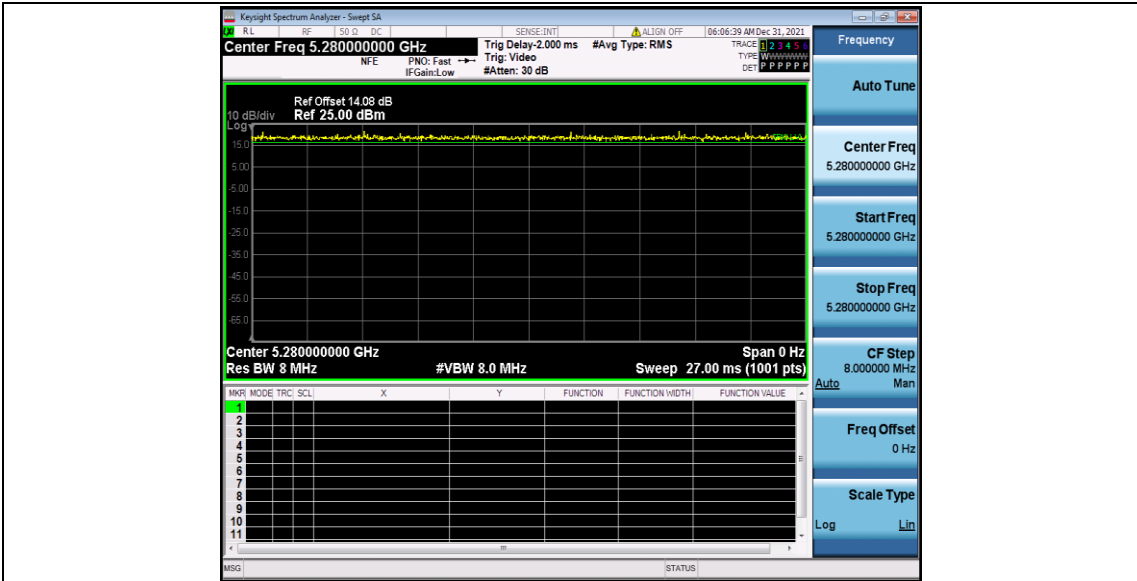 Keysight Spectrum Analyzer - Swept SA
RL RF 50 Ω DC SENSE:INT ALIGN OFF 06:06:39 AM Dec 31, 2021
Center Freq 5.280000000 GHz
NFE PNO: Fast IFGain:Low
Trig Delay-2.000 ms #Avg Type: RMS
Trig: Video
#Atten: 30 dB
TRACE 1 2 3 4 5 6
TYPE WWWWWW
DET P P P P P P
Frequency
Auto Tune
Center Freq
5.280000000 GHz
Start Freq
5.280000000 GHz
Stop Freq
5.280000000 GHz
CF Step
8.000000 MHz
Auto Man
Freq Offset
0 Hz
Scale Type
Log Lin
Ref Offset 14.08 dB
10 dB/div Ref 25.00 dBm
Log
15.0
5.00
-5.00
-15.0
-25.0
-35.0
-45.0
-55.0
-65.0
Center 5.280000000 GHz Span 0 Hz
Res BW 8 MHz #VBW 8.0 MHz Sweep 27.00 ms (1001 pts)
MKR MODE TRC SCL X Y FUNCTION FUNCTION WIDTH FUNCTION VALUE
1
2
3
4
5
6
7
8
9
10
11
MSG STATUS